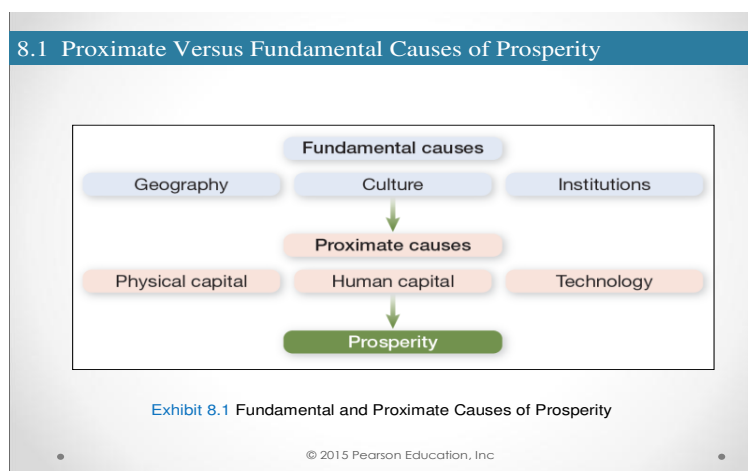 8.1 Proximate Versus Fundamental Causes of Prosperity
Fundamental causes
Geography Culture Institutions
Proximate causes
Physical capital Human capital Technology
Prosperity
Exhibit 8.1 Fundamental and Proximate Causes of Prosperity
© 2015 Pearson Education, Inc